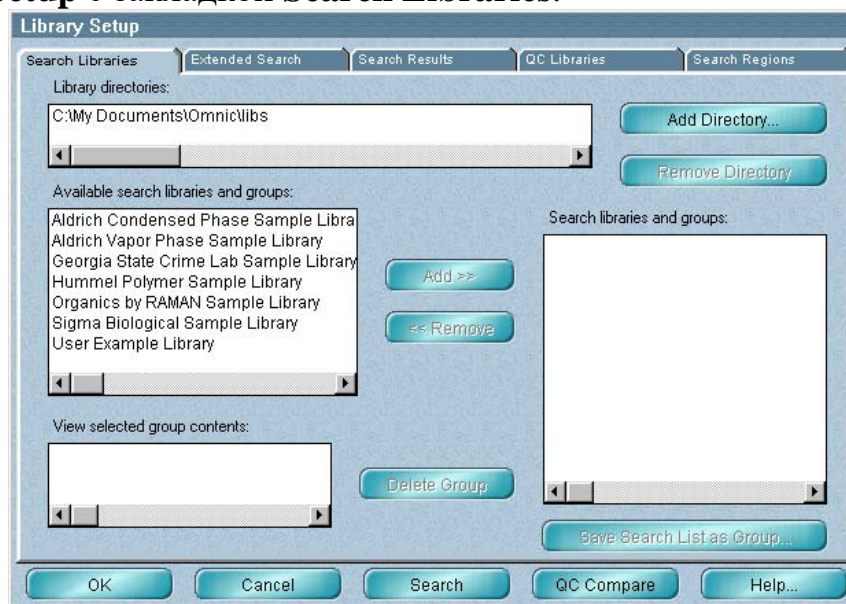 Setup с закладкой Search Libraries.
Library Setup
Search Libraries Extended Search Search Results QC Libraries Search Regions
Library directories:
C:\My Documents\Omnic\libs
Add Directory...
Remove Directory
Available search libraries and groups:
Search libraries and groups:
Aldrich Condensed Phase Sample Libra
Aldrich Vapor Phase Sample Library
Georgia State Crime Lab Sample Library
Hummel Polymer Sample Library
Organics by RAMAN Sample Library
Sigma Biological Sample Library
User Example Library
Add >>
<< Remove
View selected group contents:
Delete Group
Save Search List as Group...
OK Cancel Search QC Compare Help...